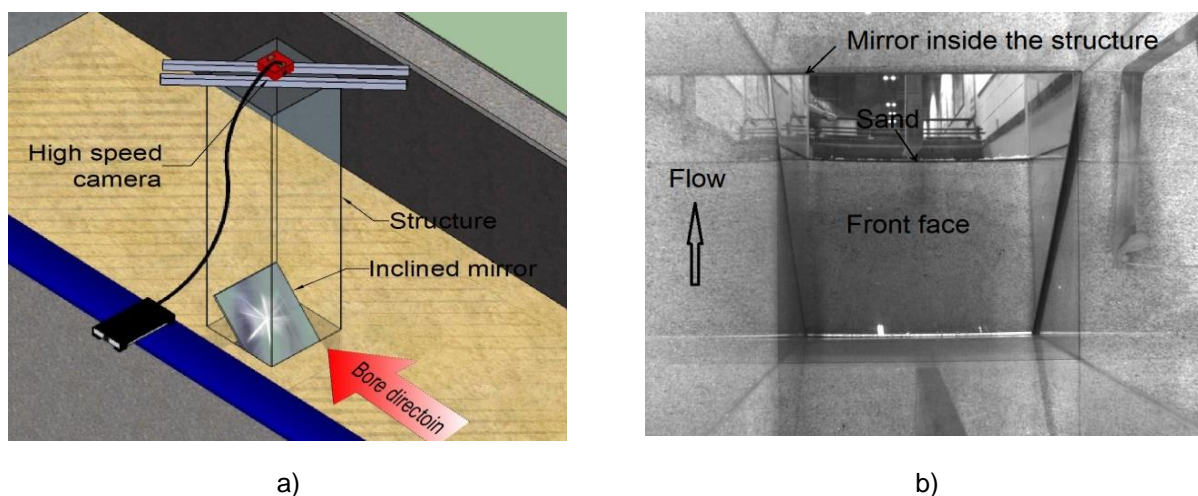 High speed
camera
Structure
Inclined mirror
Bore directoin
a)
Mirror inside the structure
Sand
Flow
Front face
b)